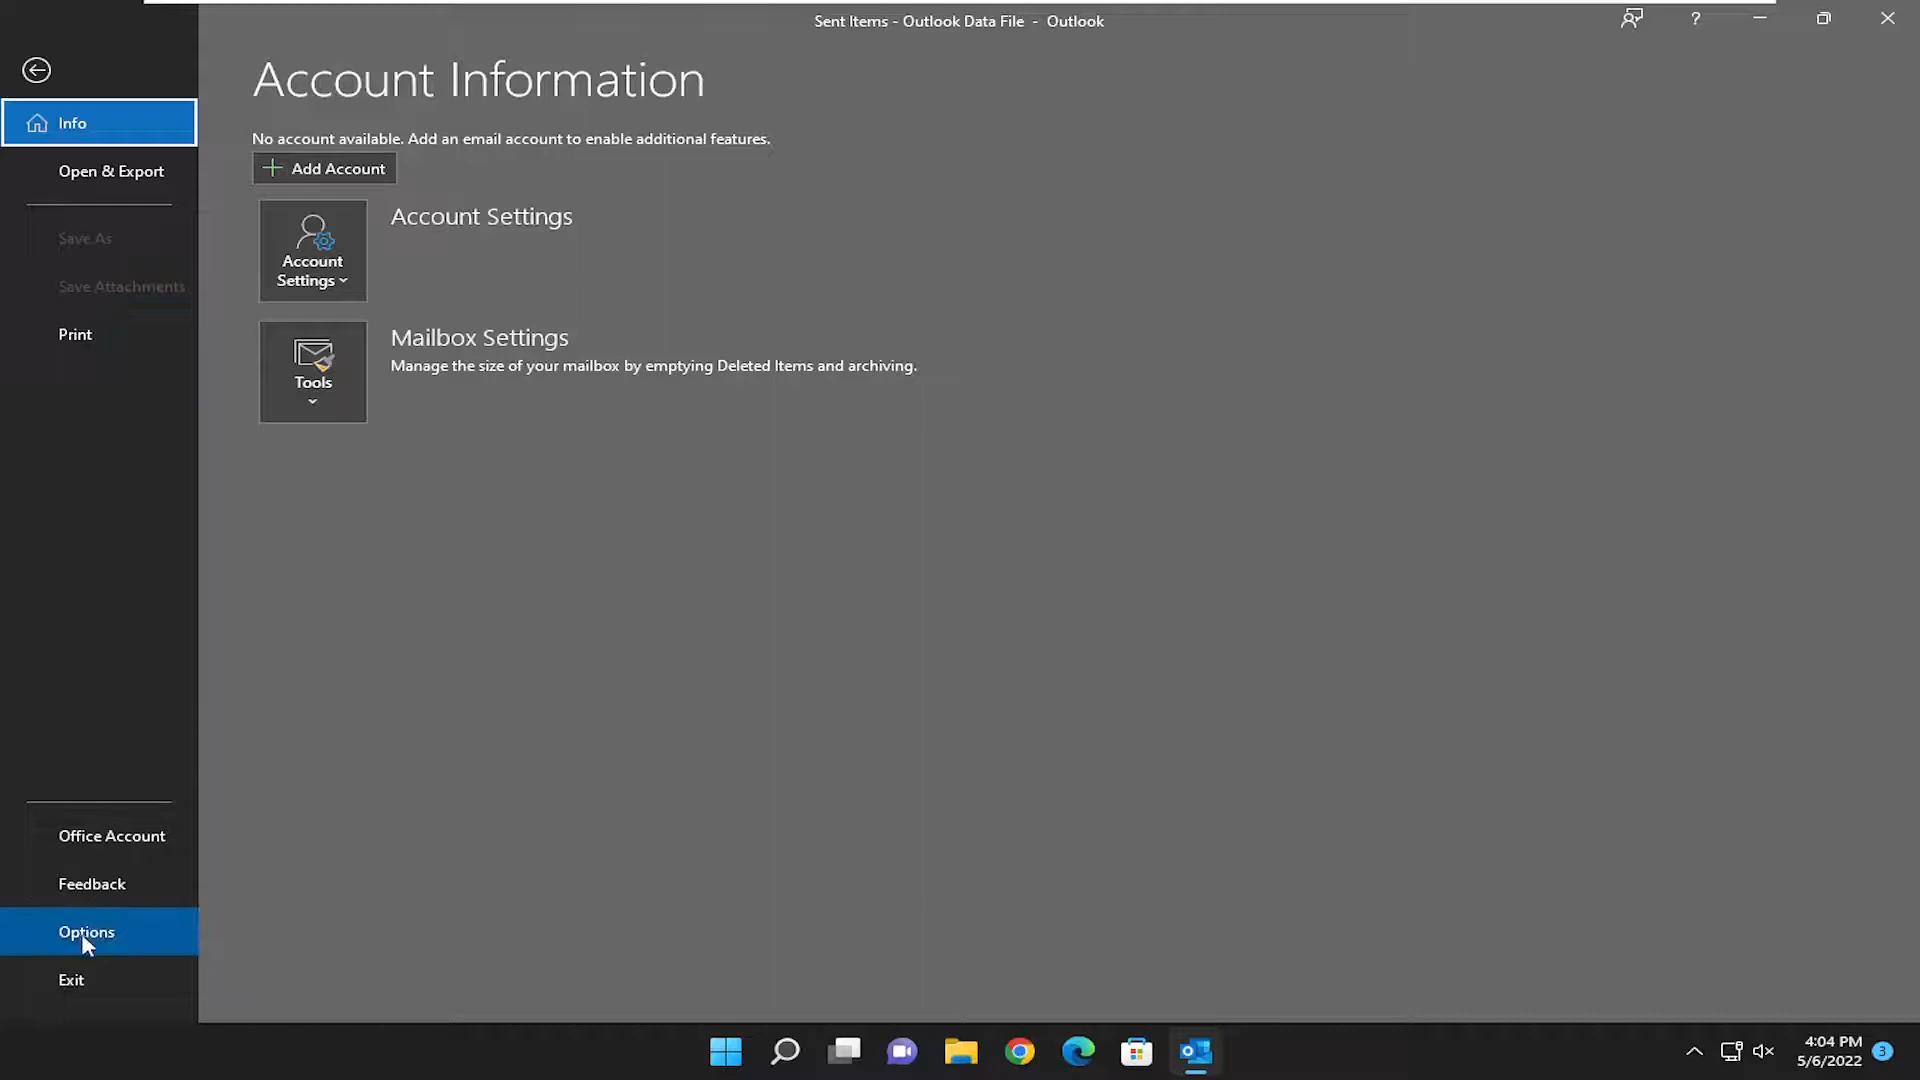 Sent Items - Outlook Data File - Outlook
?
Account Information
Info
No account available. Add an email account to enable additional features.
Open & Export
Add Account
Account Settings
Account
Settings
Save As
Save Attachments
Print
Mailbox Settings
Manage the size of your mailbox by emptying Deleted Items and archiving.
Tools
Office Account
Feedback
Options
Exit
4:04 PM
5/6/2022
3